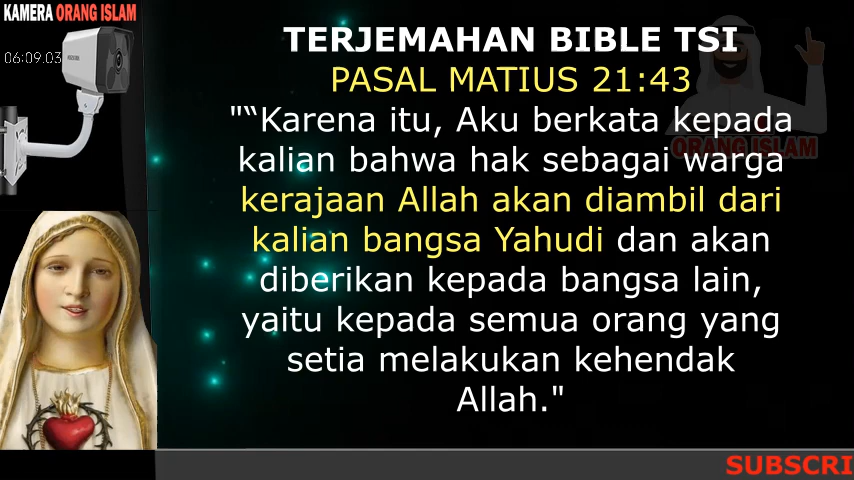 KAMERA ORANG ISLAM
06:09.03
TERJEMAHAN BIBLE TSI
PASAL MATIUS 21:43
"“Karena itu, Aku berkata kepada
kalian bahwa hak sebagai warga
kerajaan Allah akan diambil dari
kalian bangsa Yahudi dan akan
diberikan kepada bangsa lain,
yaitu kepada semua orang yang
setia melakukan kehendak
Allah."
ORANG ISLAM
SUBSCRI